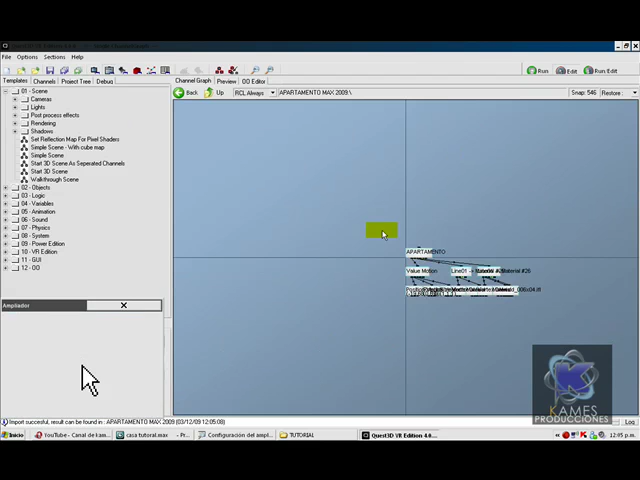 File Options Sections Help
Run Edit Run/Edit
Templates Channels Project Tree Debug
Channel Graph Preview OO Editor
Back Up RCL Always APARTAMENTO MAX 2009:\ Snap: 546 Restore :
01 - Scene
Cameras
Lights
Post process effects
Rendering
Shadows
Set Reflection Map For Pixel Shaders
Simple Scene - With cube map
Simple Scene
Start 3D Scene As Seperated Channels
Start 3D Scene
Walkthrough Scene
02 - Objects
03 - Logic
04 - Variables
05 - Animation
06 - Sound
07 - Physics
08 - System
09 - Power Edition
10 - VR Edition
11 - GUI
12 - OO
APARTAMENTO
Value Motion Line01 -> Material #26
Ampliador
KAMES
PRODUCCIONES
Import succesful, result can be found in : APARTAMENTO MAX 2009 (03/12/09 12:05:08) Log
Inicio YouTube - Canal de kam... casa tutoral.max - Pr... Configuración del ampl... TUTORIAL Quest3D VR Edition 4.0... 12:05 p.m.